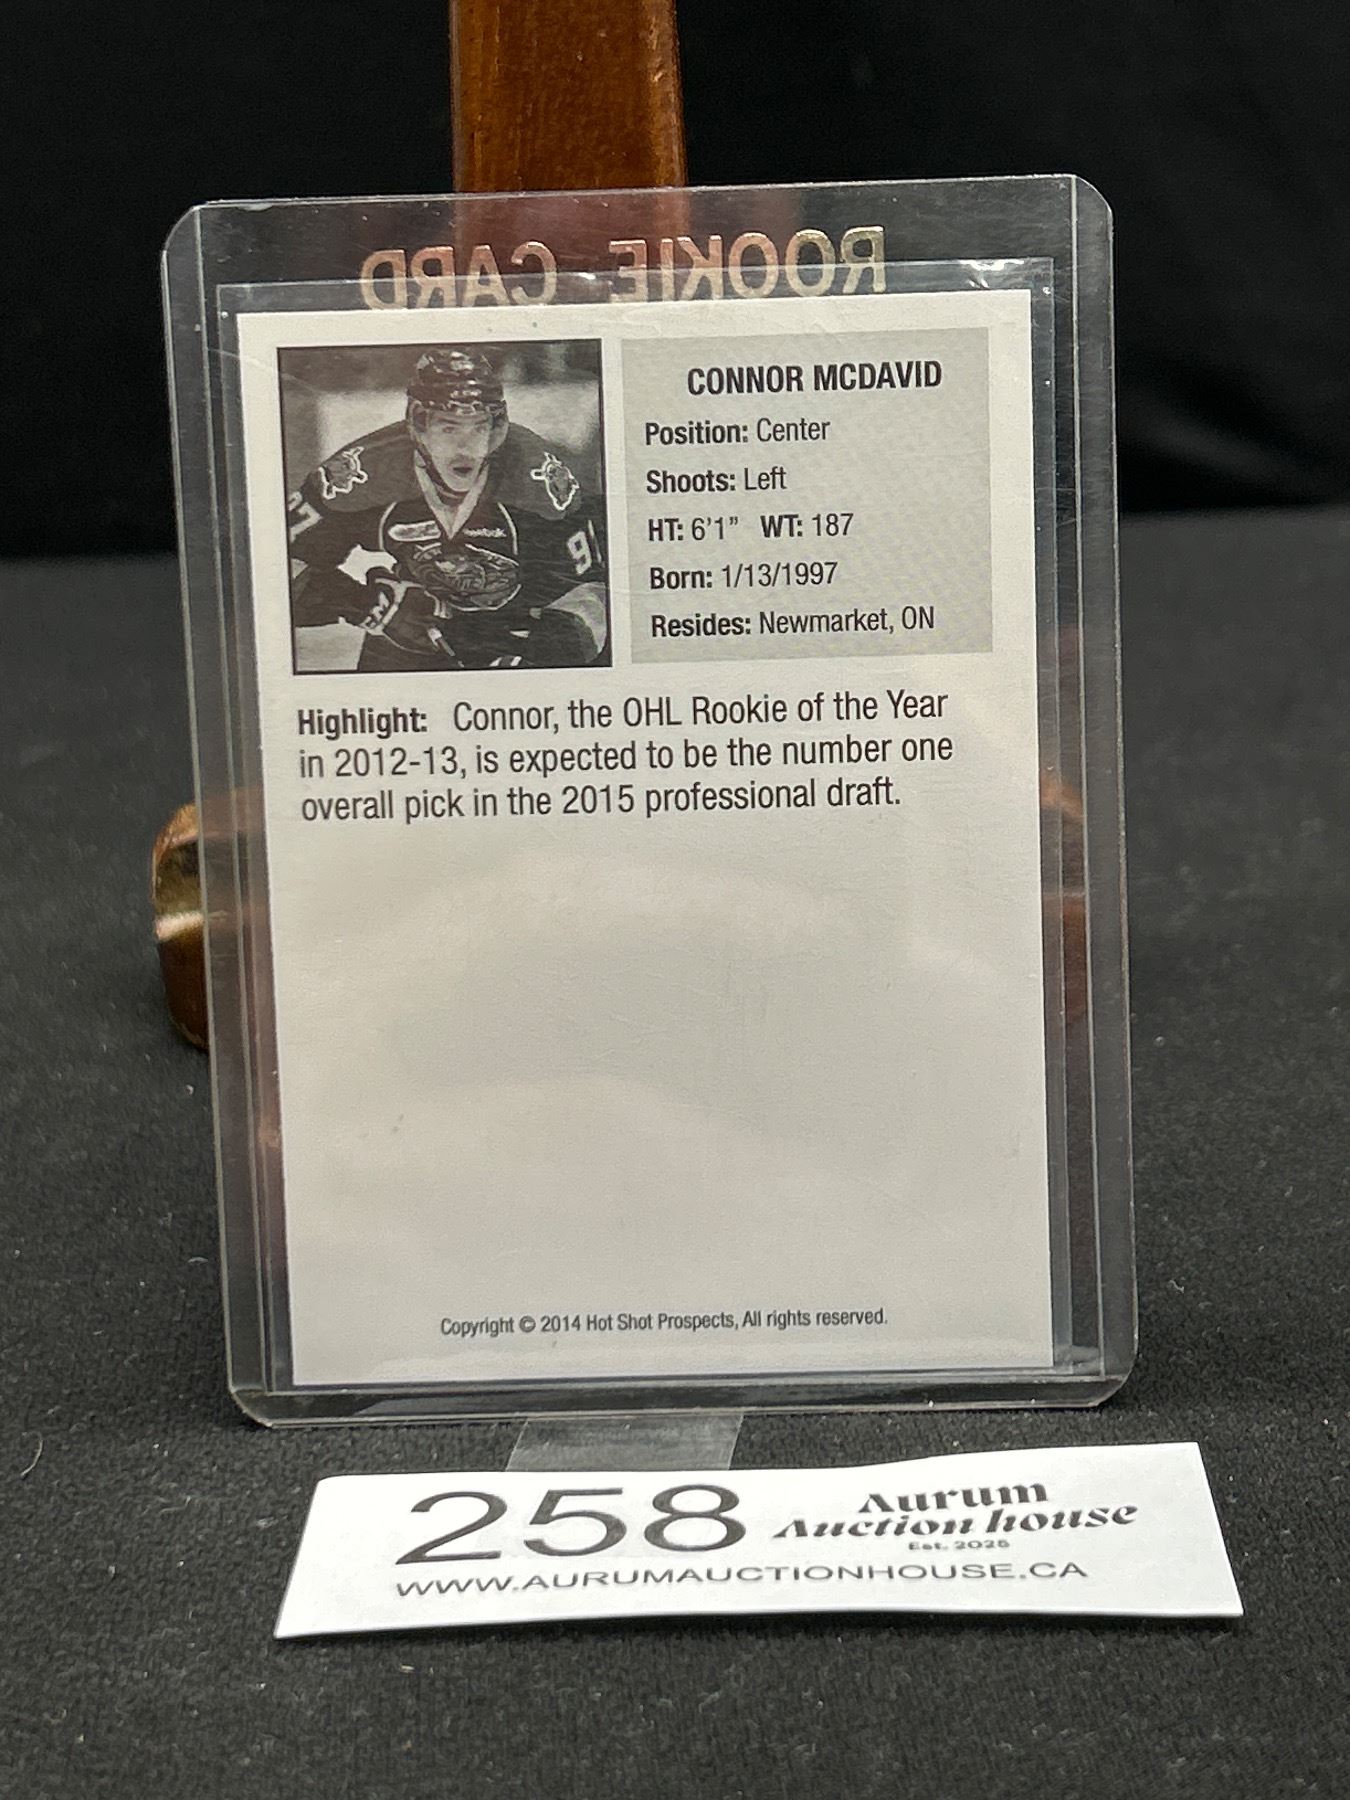 ROOKIE CARD
CONNOR MCDAVID
Position: Center
Shoots: Left
HT: 6'1" WT: 187
Born: 1/13/1997
Resides: Newmarket, ON
97
Reebok
CCM
Highlight: Connor, the OHL Rookie of the Year
in 2012-13, is expected to be the number one
overall pick in the 2015 professional draft.
Copyright © 2014 Hot Shot Prospects, All rights reserved.
258
Aurum
Auction house
Est. 2025
WWW.AURUMAUCTIONHOUSE.CA